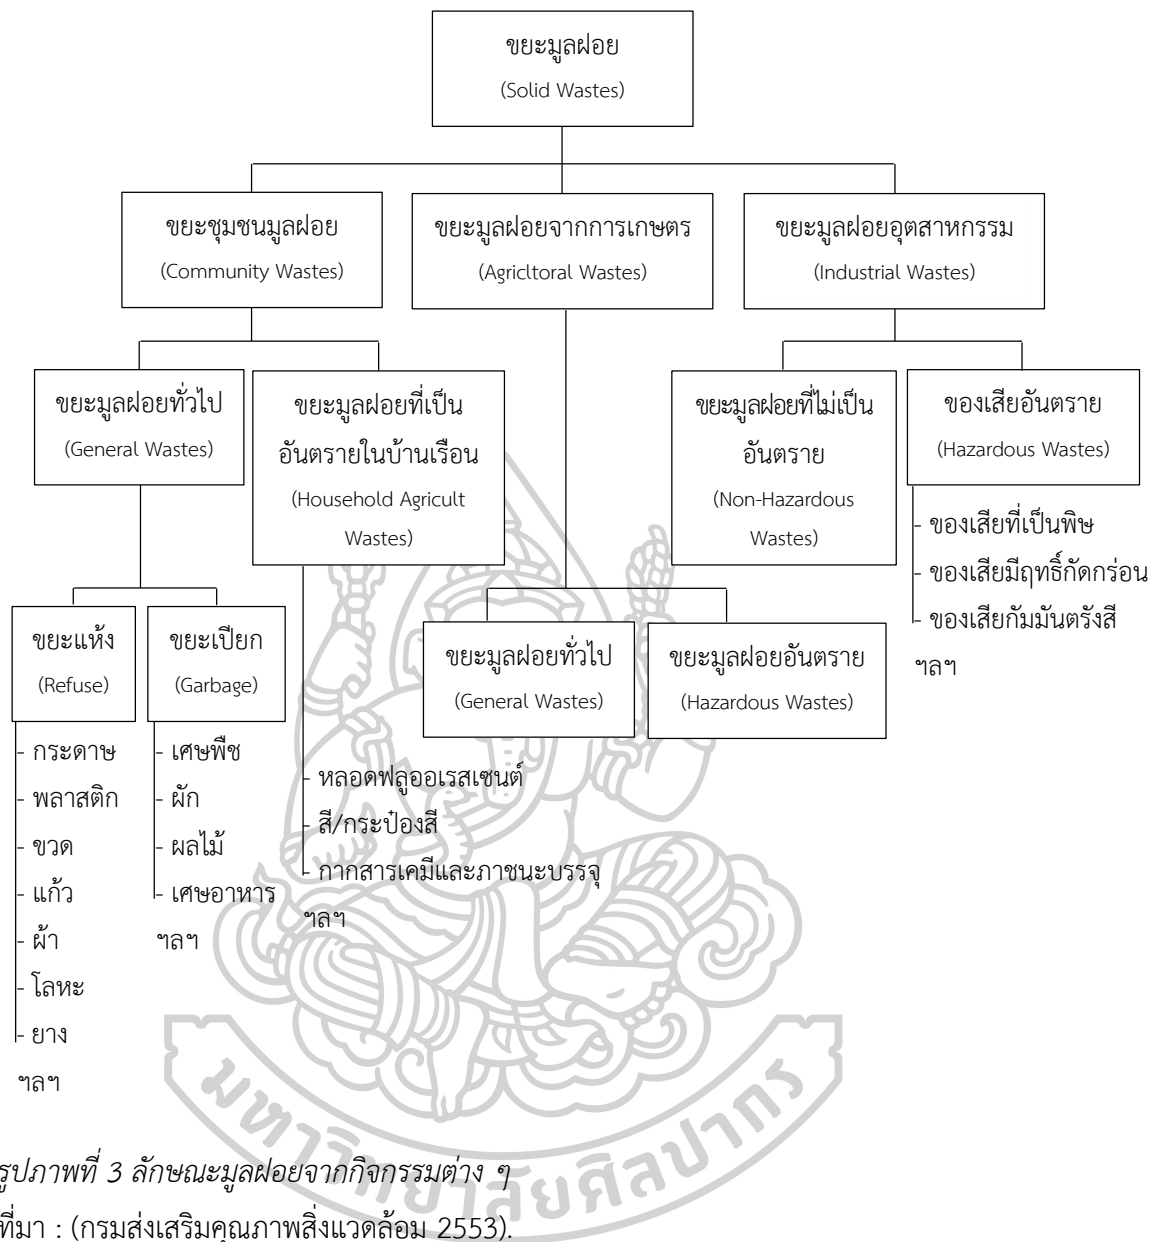 ขยะมูลฝอย
(Solid Wastes)
ขยะชุมชนมูลฝอย
(Community Wastes)
ขยะมูลฝอยจากการเกษตร
(Agricltoral Wastes)
ขยะมูลฝอยอุตสาหกรรม
(Industrial Wastes)
ขยะมูลฝอยทั่วไป
(General Wastes)
ขยะมูลฝอยที่เป็น
อันตรายในบ้านเรือน
(Household Agricult
Wastes)
ขยะมูลฝอยที่ไม่เป็น
อันตราย
(Non-Hazardous
Wastes)
ของเสียอันตราย
(Hazardous Wastes)
- ของเสียที่เป็นพิษ
- ของเสียมีฤทธิ์กัดกร่อน
- ของเสียกัมมันตรังสี
ฯลฯ
ขยะแห้ง
(Refuse)
ขยะเปียก
(Garbage)
ขยะมูลฝอยทั่วไป
(General Wastes)
ขยะมูลฝอยอันตราย
(Hazardous Wastes)
- กระดาษ
- พลาสติก
- ขวด
- แก้ว
- ผ้า
- โลหะ
- ยาง
ฯลฯ
- เศษพืช
- ผัก
- ผลไม้
- เศษอาหาร
ฯลฯ
- หลอดฟลูออเรสเซนต์
- สี/กระป๋องสี
- กากสารเคมีและภาชนะบรรจุ
ฯลฯ
มหาวิทยาลัยศิลปากร
รูปภาพที่ 3 ลักษณะมูลฝอยจากกิจกรรมต่าง ๆ
ที่มา : (กรมส่งเสริมคุณภาพสิ่งแวดล้อม 2553).